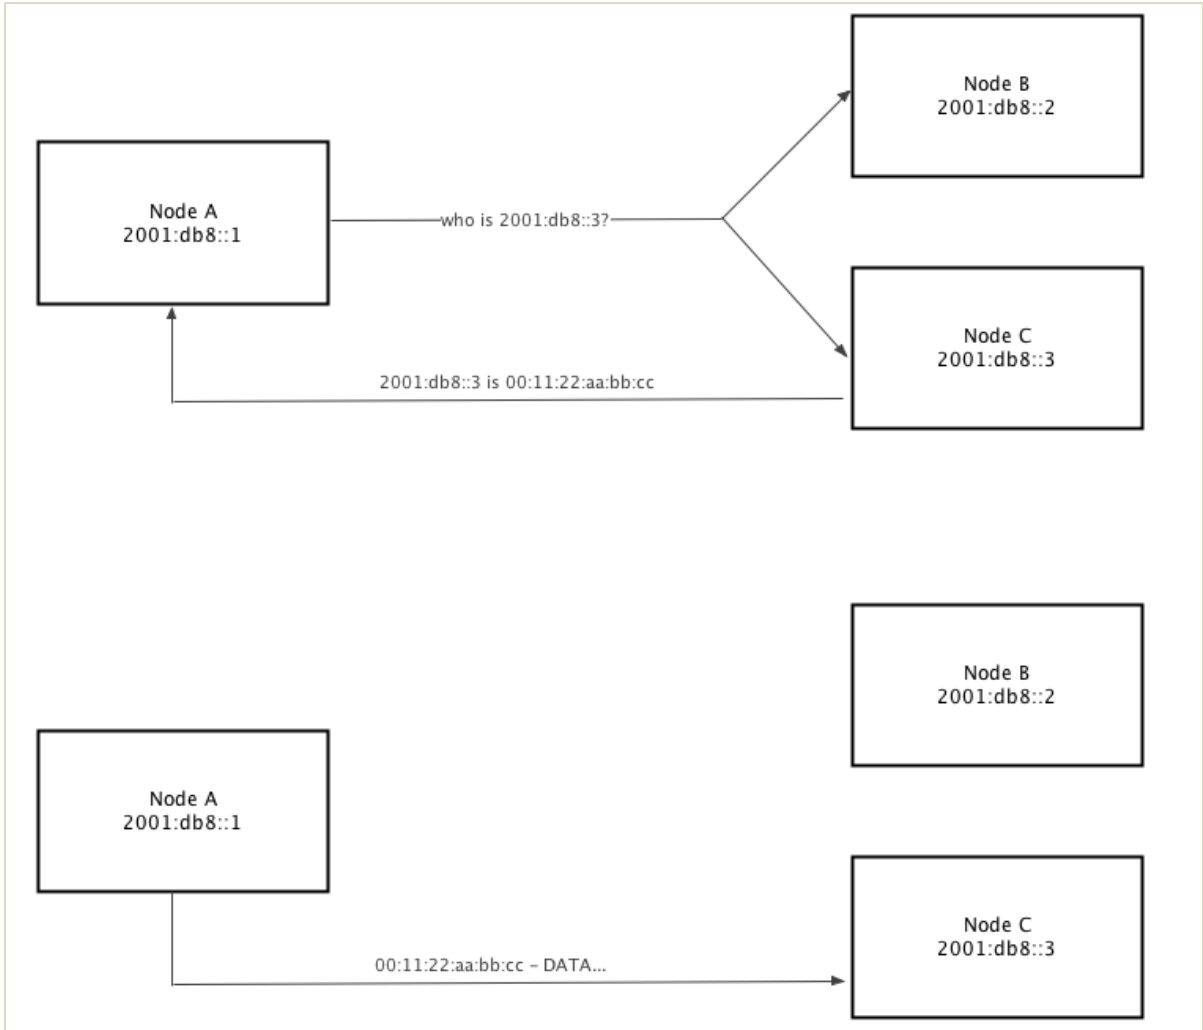 Node B
2001:db8::2
Node A
2001:db8::1
who is 2001:db8::3?
Node C
2001:db8::3
2001:db8::3 is 00:11:22:aa:bb:cc
Node B
2001:db8::2
Node A
2001:db8::1
Node C
2001:db8::3
00:11:22:aa:bb:cc – DATA...